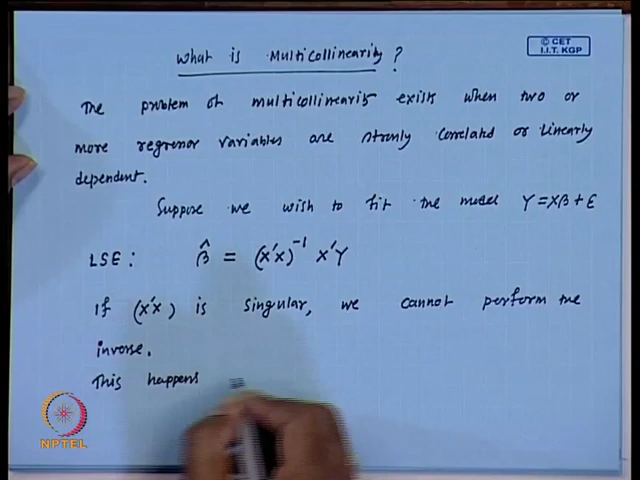 What is Multicollinearity?
© CET
I.I.T. KGP
The problem of multicollinearity exists when two or
more regressor variables are strongly correlated or linearly
dependent.
Suppose we wish to fit the model Y = Xβ + ε
LSE : β̂ = (X'X)⁻¹ X'Y
If (X'X) is singular, we cannot perform the
inverse.
This happens
NPTEL